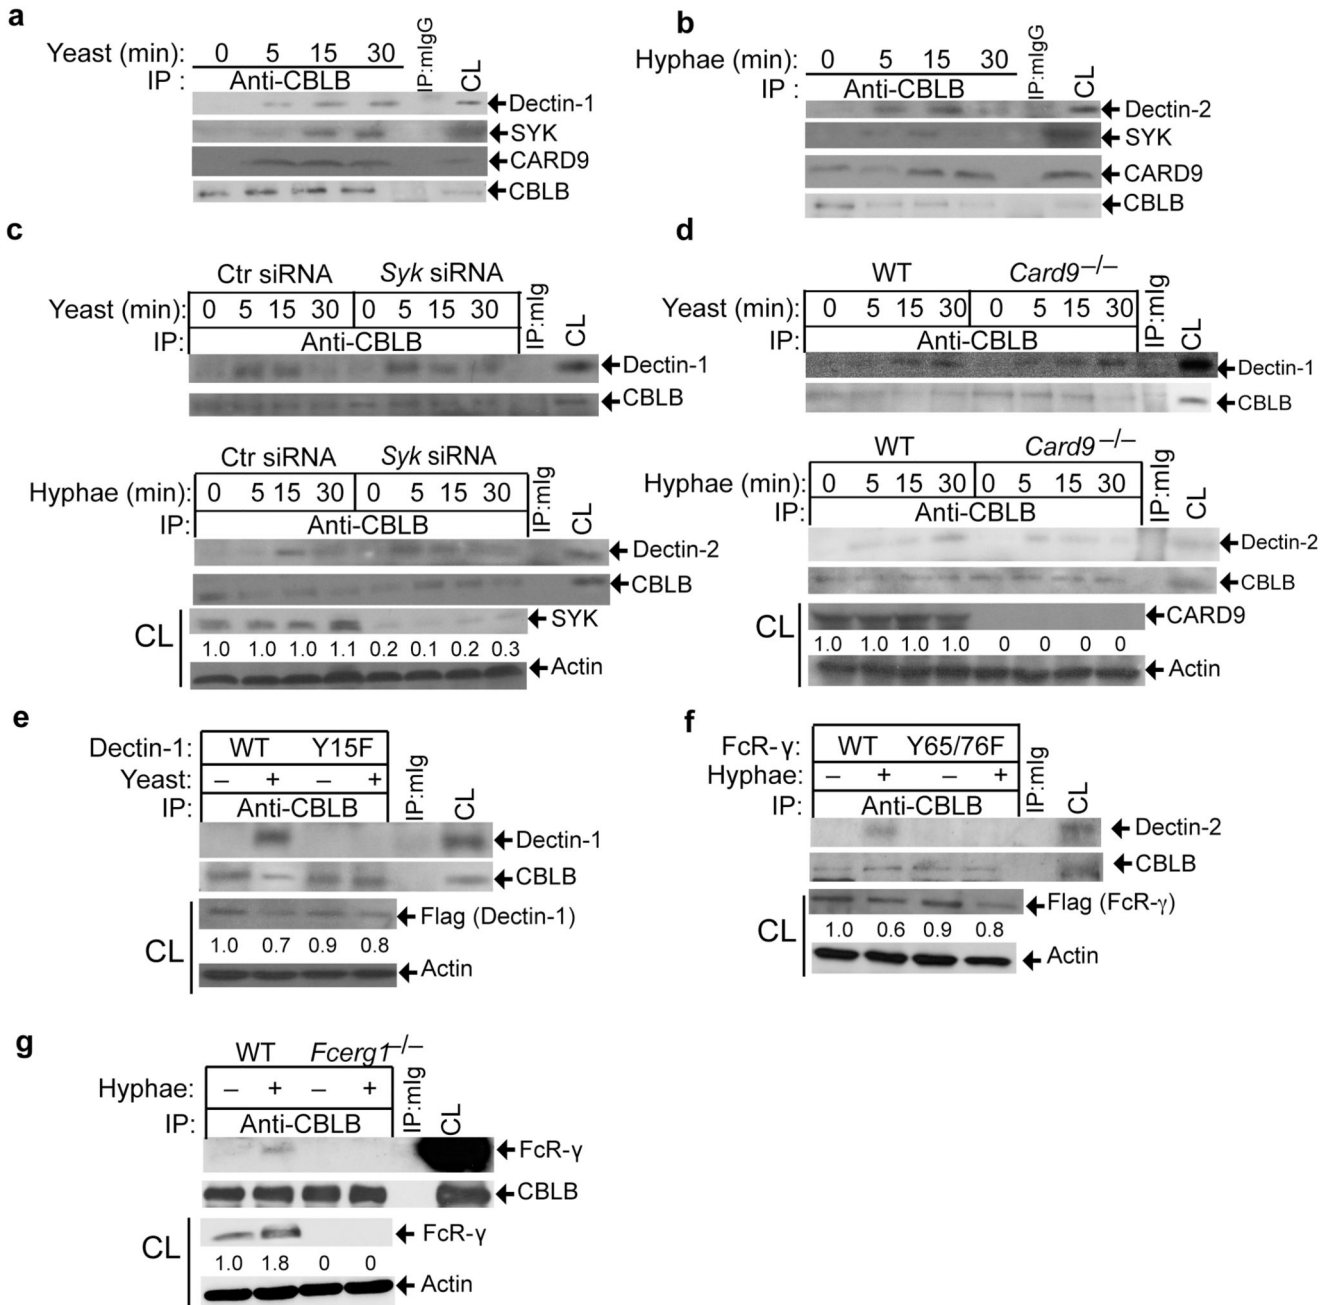 a
Yeast (min): 0 5 15 30 IP:mIgG CL
IP : Anti-CBLB
Dectin-1
SYK
CARD9
CBLB
b
Hyphae (min): 0 5 15 30 IP:mIgG CL
IP : Anti-CBLB
Dectin-2
SYK
CARD9
CBLB
c
Ctr siRNA Syk siRNA
Yeast (min): 0 5 15 30 0 5 15 30 IP:mIg CL
IP: Anti-CBLB
Dectin-1
CBLB
Ctr siRNA Syk siRNA
Hyphae (min): 0 5 15 30 0 5 15 30 IP:mIg CL
IP: Anti-CBLB
Dectin-2
CBLB
CL SYK
1.0 1.0 1.0 1.1 0.2 0.1 0.2 0.3
Actin
d
WT Card9–/–
Yeast (min): 0 5 15 30 0 5 15 30 IP:mIg CL
IP: Anti-CBLB
Dectin-1
CBLB
WT Card9–/–
Hyphae (min): 0 5 15 30 0 5 15 30 IP:mIg CL
IP: Anti-CBLB
Dectin-2
CBLB
CL CARD9
1.0 1.0 1.0 1.0 0 0 0 0
Actin
e
Dectin-1: WT Y15F
Yeast: – + – + IP:mIg CL
IP: Anti-CBLB
Dectin-1
CBLB
CL Flag (Dectin-1)
1.0 0.7 0.9 0.8
Actin
f
FcR-γ: WT Y65/76F
Hyphae: – + – + IP:mIg CL
IP: Anti-CBLB
Dectin-2
CBLB
CL Flag (FcR-γ)
1.0 0.6 0.9 0.8
Actin
g
WT Fcerg1–/–
Hyphae: – + – + IP:mIg CL
IP: Anti-CBLB
FcR-γ
CBLB
CL FcR-γ
1.0 1.8 0 0
Actin